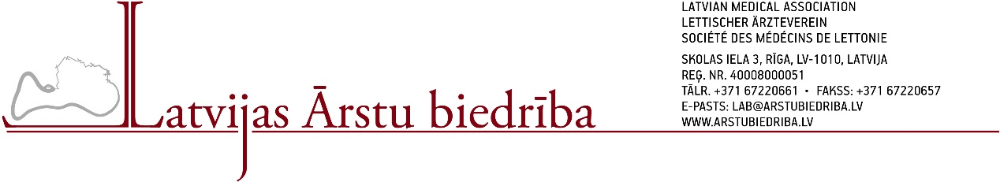 Latvijas Ārstu biedrība
LATVIAN MEDICAL ASSOCIATION
LETTISCHER ÄRZTEVEREIN
SOCIÉTÉ DES MÉDÉCINS DE LETTONIE
SKOLAS IELA 3, RĪGA, LV-1010, LATVIJA
REĢ. NR. 40008000051
TĀLR. +371 67220661 • FAKSS: +371 67220657
E-PASTS: LAB@ARSTUBIEDRIBA.LV
WWW.ARSTUBIEDRIBA.LV